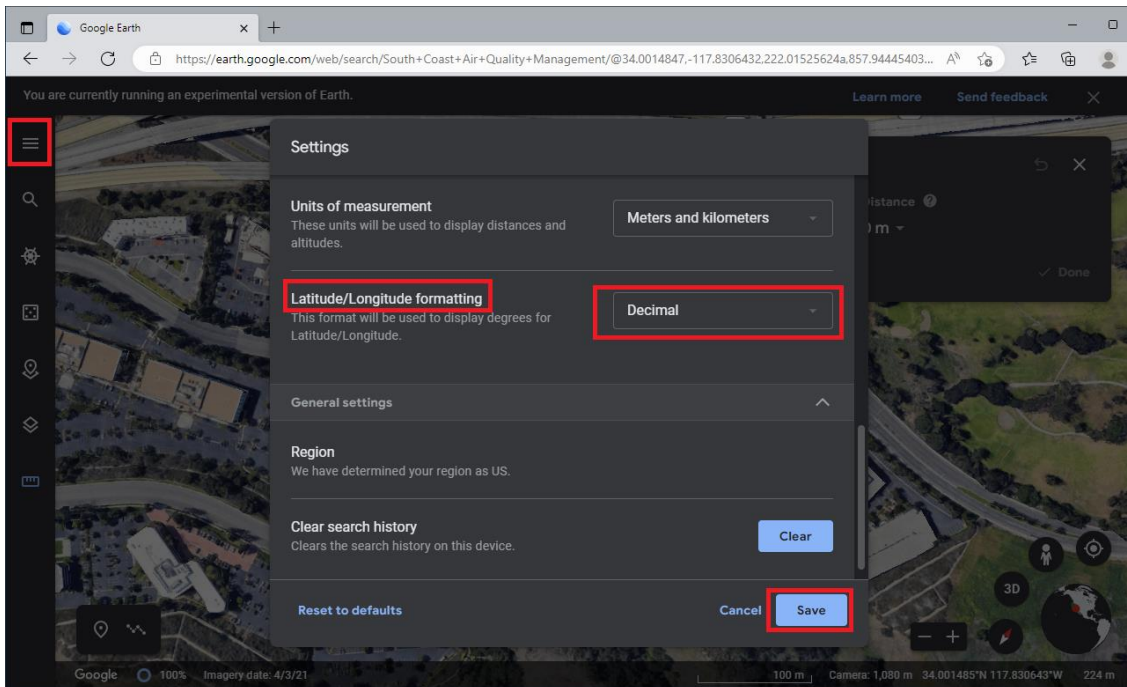 Google Earth
https://earth.google.com/web/search/South+Coast+Air+Quality+Management/@34.0014847,-117.8306432,222.01525624a,857.94445403...
You are currently running an experimental version of Earth.
Learn more
Send feedback
Settings
Units of measurement
These units will be used to display distances and
altitudes.
Meters and kilometers
istance
0 m
Done
Latitude/Longitude formatting
This format will be used to display degrees for
Latitude/Longitude.
Decimal
General settings
Region
We have determined your region as US.
Clear search history
Clears the search history on this device.
Clear
Reset to defaults
Cancel
Save
3D
Google
100%
Imagery date: 4/3/21
100 m
Camera: 1,080 m
34.001485°N 117.830643°W
224 m